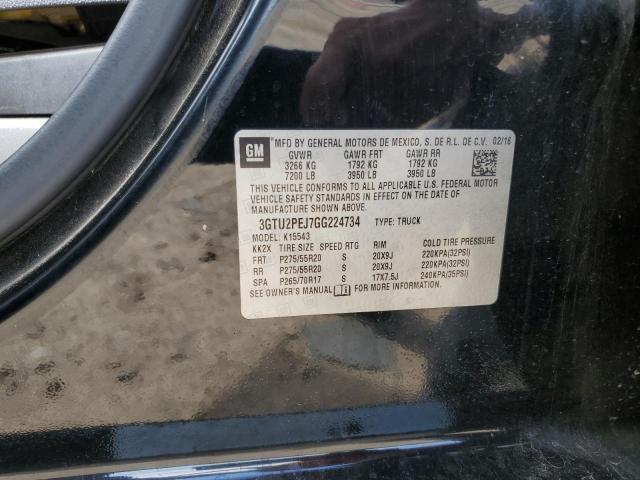 GM MFD BY GENERAL MOTORS DE MEXICO, S. DE R.L. DE C.V. 02/16
GVWR GAWR FRT GAWR RR
3266 KG 1792 KG 1792 KG
7200 LB 3950 LB 3950 LB
THIS VEHICLE CONFORMS TO ALL APPLICABLE U.S. FEDERAL MOTOR
VEHICLE SAFETY STANDARDS IN EFFECT ON THE DATE OF
MANUFACTURE SHOWN ABOVE.
3GTU2PEJ7GG224734 TYPE: TRUCK
MODEL: K15543
KK2X TIRE SIZE SPEED RTG RIM COLD TIRE PRESSURE
FRT P275/55R20 S 20X9J 220KPA(32PSI)
RR P275/55R20 S 20X9J 220KPA(32PSI)
SPA P265/70R17 S 17X7.5J 240KPA(35PSI)
SEE OWNER'S MANUAL FOR MORE INFORMATION.